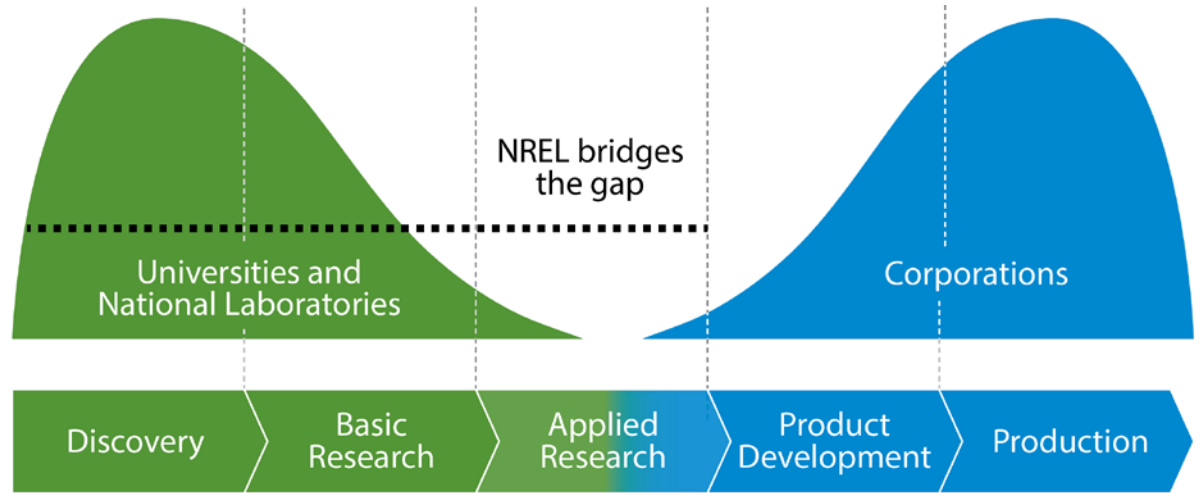 NREL bridges
the gap
Universities and
National Laboratories
Corporations
Discovery
Basic
Research
Applied
Research
Product
Development
Production